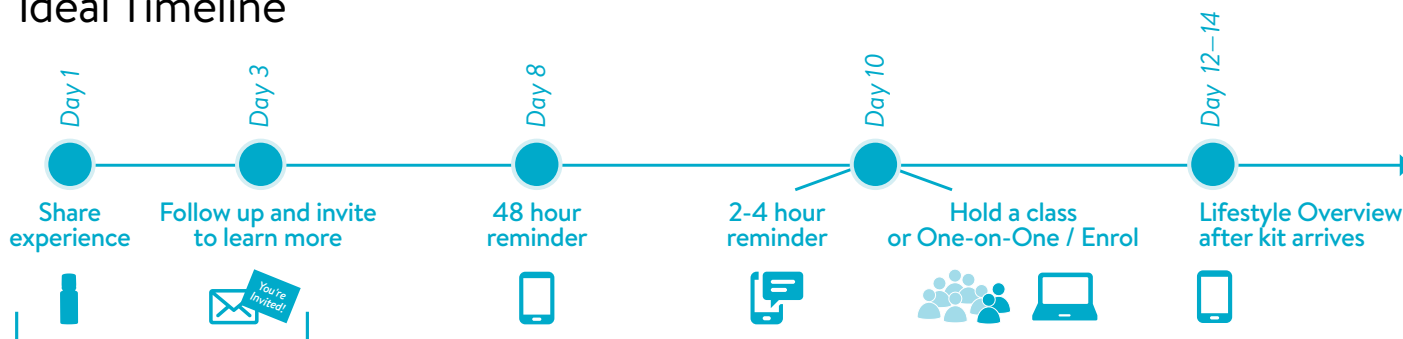 Ideal Timeline
Day 1
Day 3
Day 8
Day 10
Day 12–14
Share
experience
Follow up and invite
to learn more
48 hour
reminder
2-4 hour
reminder
Hold a class
or One-on-One / Enrol
Lifestyle Overview
after kit arrives
You're
Invited!